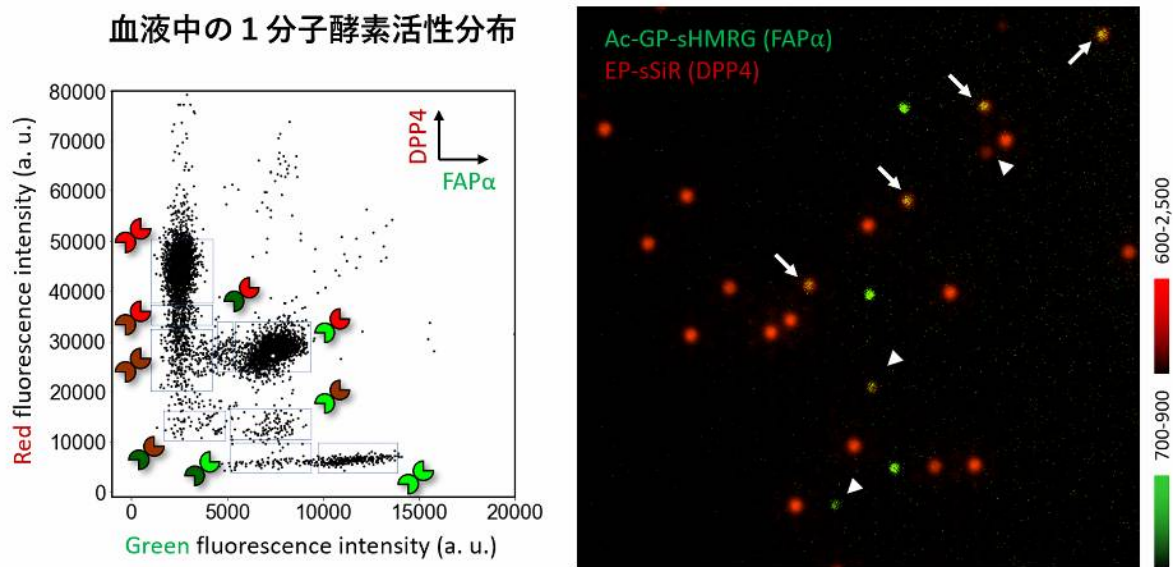 血液中の1分子酵素活性分布
Red fluorescence intensity (a. u.)
80000
70000
60000
50000
40000
30000
20000
10000
0
DPP4
FAPα
0
5000
10000
15000
20000
Green fluorescence intensity (a. u.)
Ac-GP-sHMRG (FAPα)
EP-sSiR (DPP4)
600-2,500
700-900